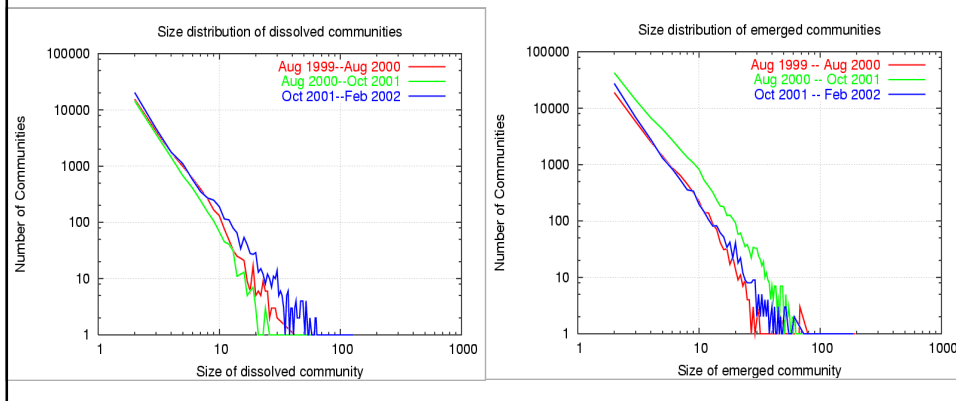 Size distribution of dissolved communities
100000
10000
1000
100
10
1
Number of Communities
Aug 1999--Aug 2000
Aug 2000--Oct 2001
Oct 2001--Feb 2002
1 10 100 1000
Size of dissolved community
Size distribution of emerged communities
100000
10000
1000
100
10
1
Number of Communities
Aug 1999 -- Aug 2000
Aug 2000 -- Oct 2001
Oct 2001 -- Feb 2002
1 10 100 1000
Size of emerged community